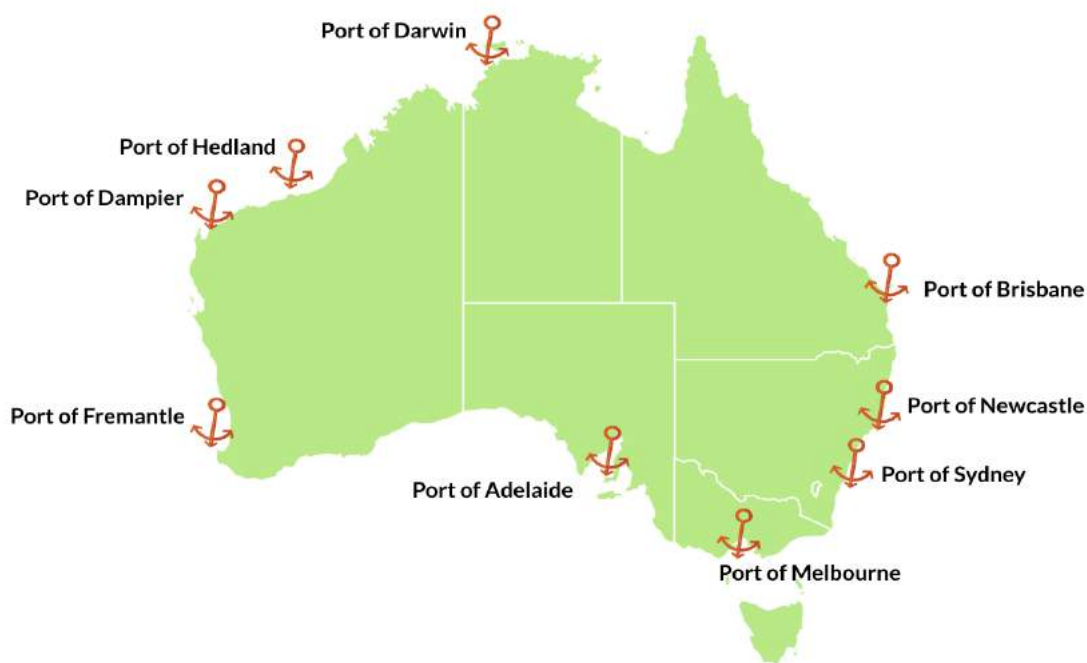 Port of Darwin
Port of Hedland
Port of Dampier
Port of Brisbane
Port of Newcastle
Port of Fremantle
Port of Sydney
Port of Adelaide
Port of Melbourne